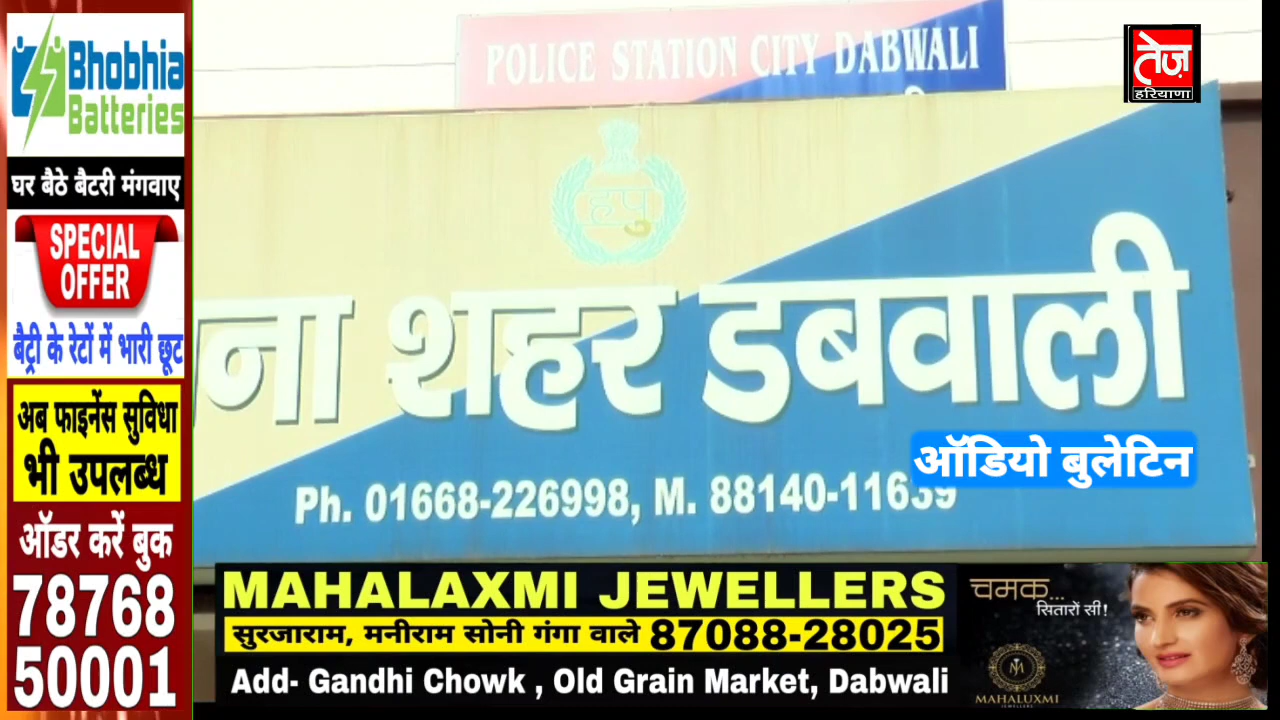 Bhobhia
Batteries
घर बैठे बैटरी मंगवाए
SPECIAL
OFFER
बैट्री के रेटों में भारी छूट
अब फाइनेंस सुविधा
भी उपलब्ध
ऑडर करें बुक
78768
50001
POLICE STATION CITY DABWALI
तेज़
हरियाणा
हपु
ना शहर डबवाली
ऑडियो बुलेटिन
Ph. 01668-226998, M. 88140-11639
MAHALAXMI JEWELLERS
सुरजाराम, मनीराम सोनी गंगा वाले 87088-28025
Add- Gandhi Chowk , Old Grain Market, Dabwali
चमक...
सितारों सी!
MAHALUXMI
JEWELLERS